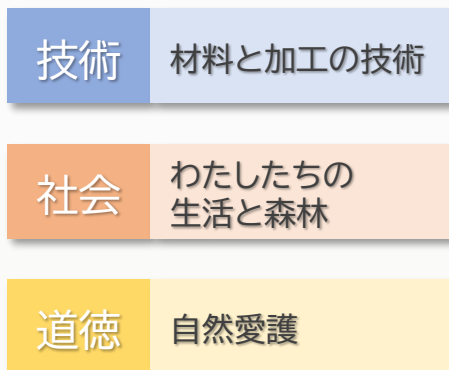 技術
材料と加工の技術
社会
わたしたちの
生活と森林
道徳
自然愛護